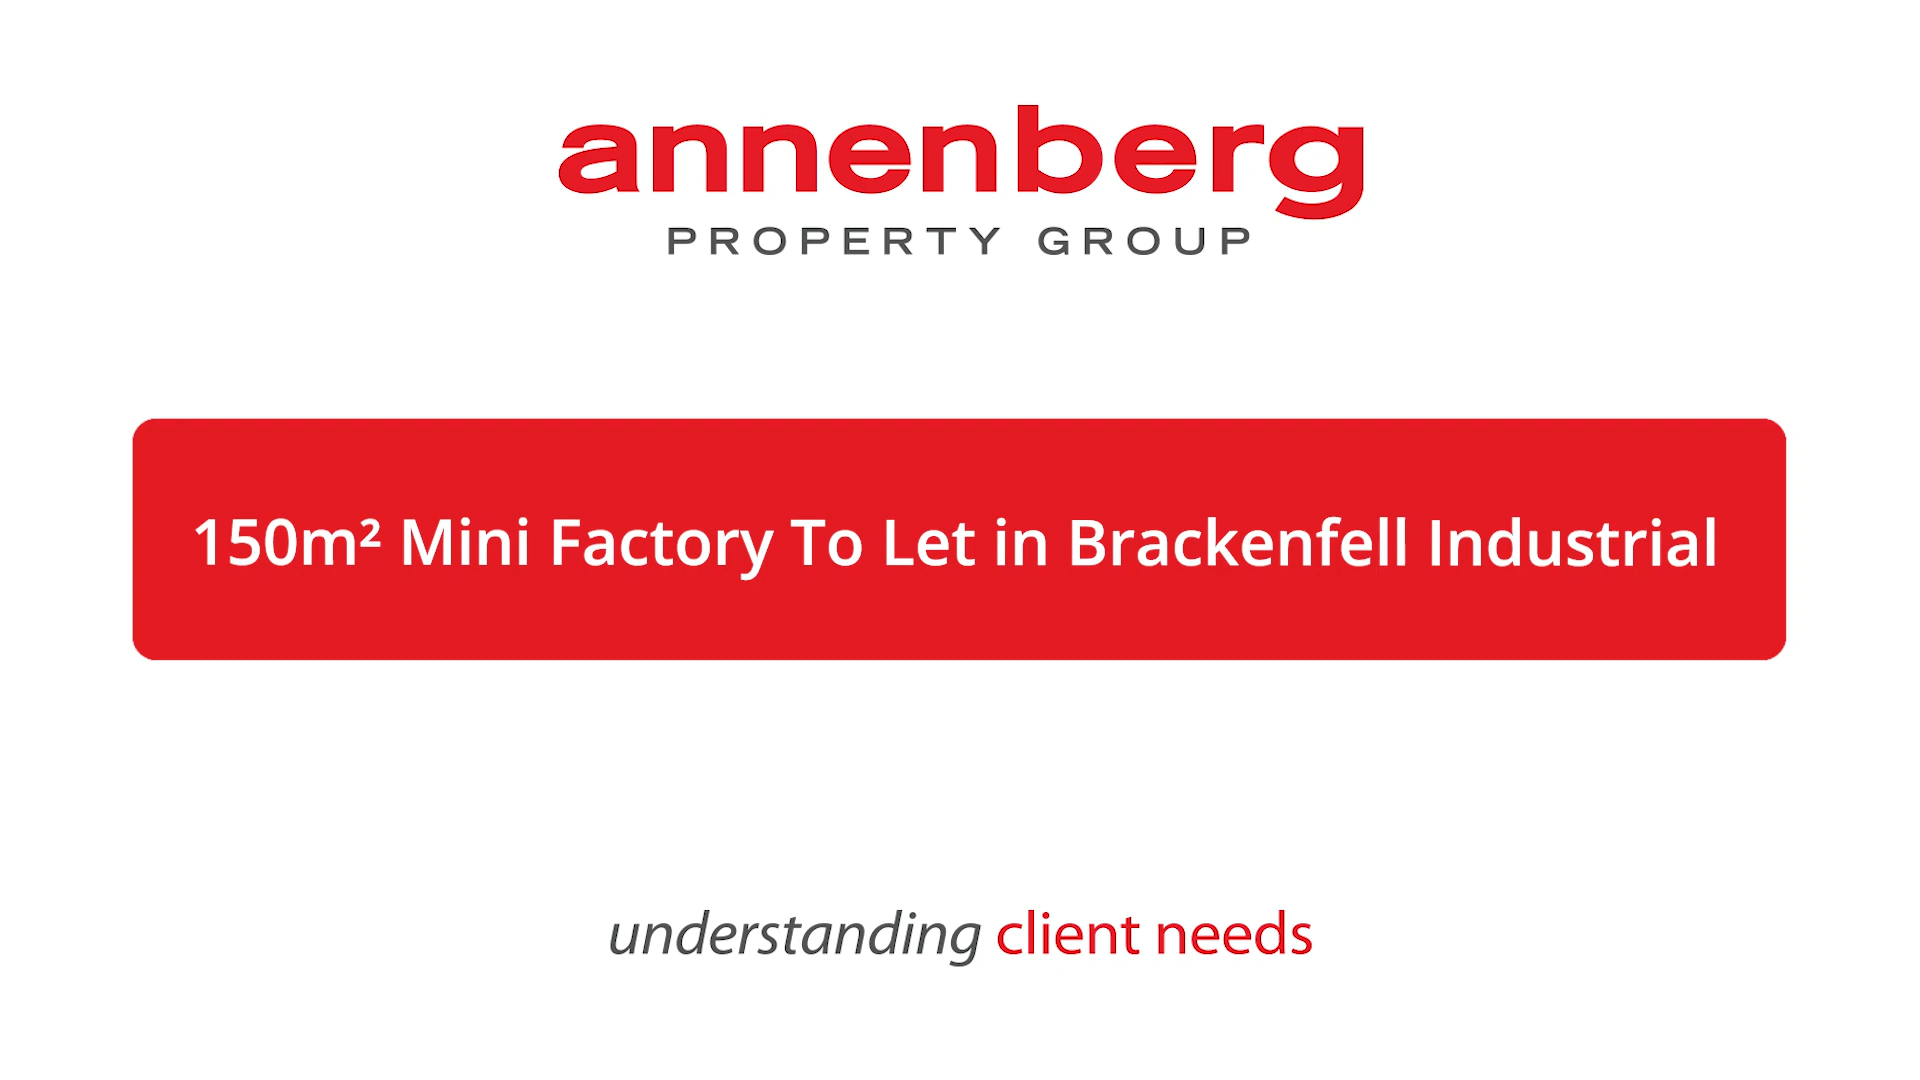 annenberg
PROPERTY GROUP
150m² Mini Factory To Let in Brackenfell Industrial
understanding client needs